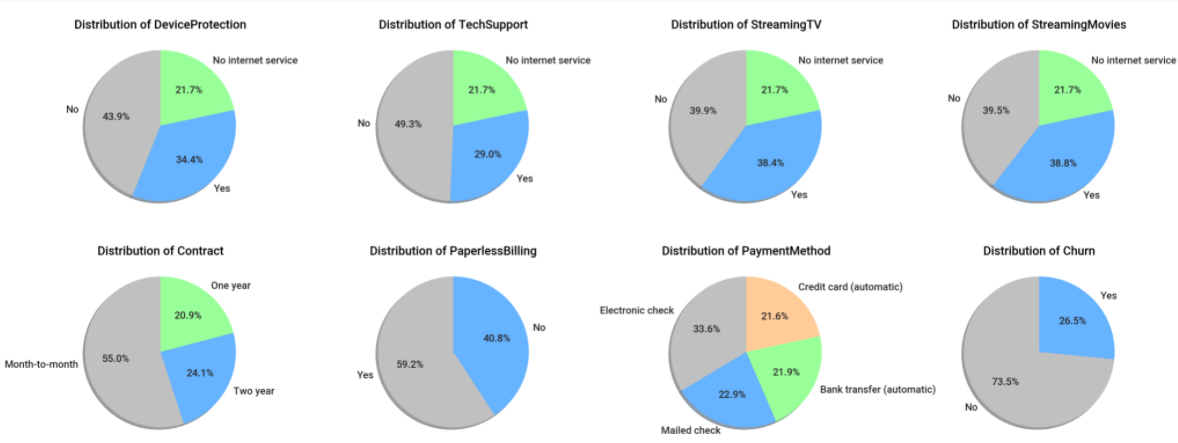 Distribution of DeviceProtection
No internet service
21.7%
No
43.9%
34.4%
Yes
Distribution of TechSupport
No internet service
21.7%
No
49.3%
29.0%
Yes
Distribution of StreamingTV
No internet service
21.7%
No
39.9%
38.4%
Yes
Distribution of StreamingMovies
No internet service
21.7%
No
39.5%
38.8%
Yes
Distribution of Contract
One year
20.9%
Month-to-month
55.0%
24.1%
Two year
Distribution of PaperlessBilling
No
40.8%
59.2%
Yes
Distribution of PaymentMethod
Credit card (automatic)
Electronic check
21.6%
33.6%
21.9%
Bank transfer (automatic)
22.9%
Mailed check
Distribution of Churn
Yes
26.5%
73.5%
No